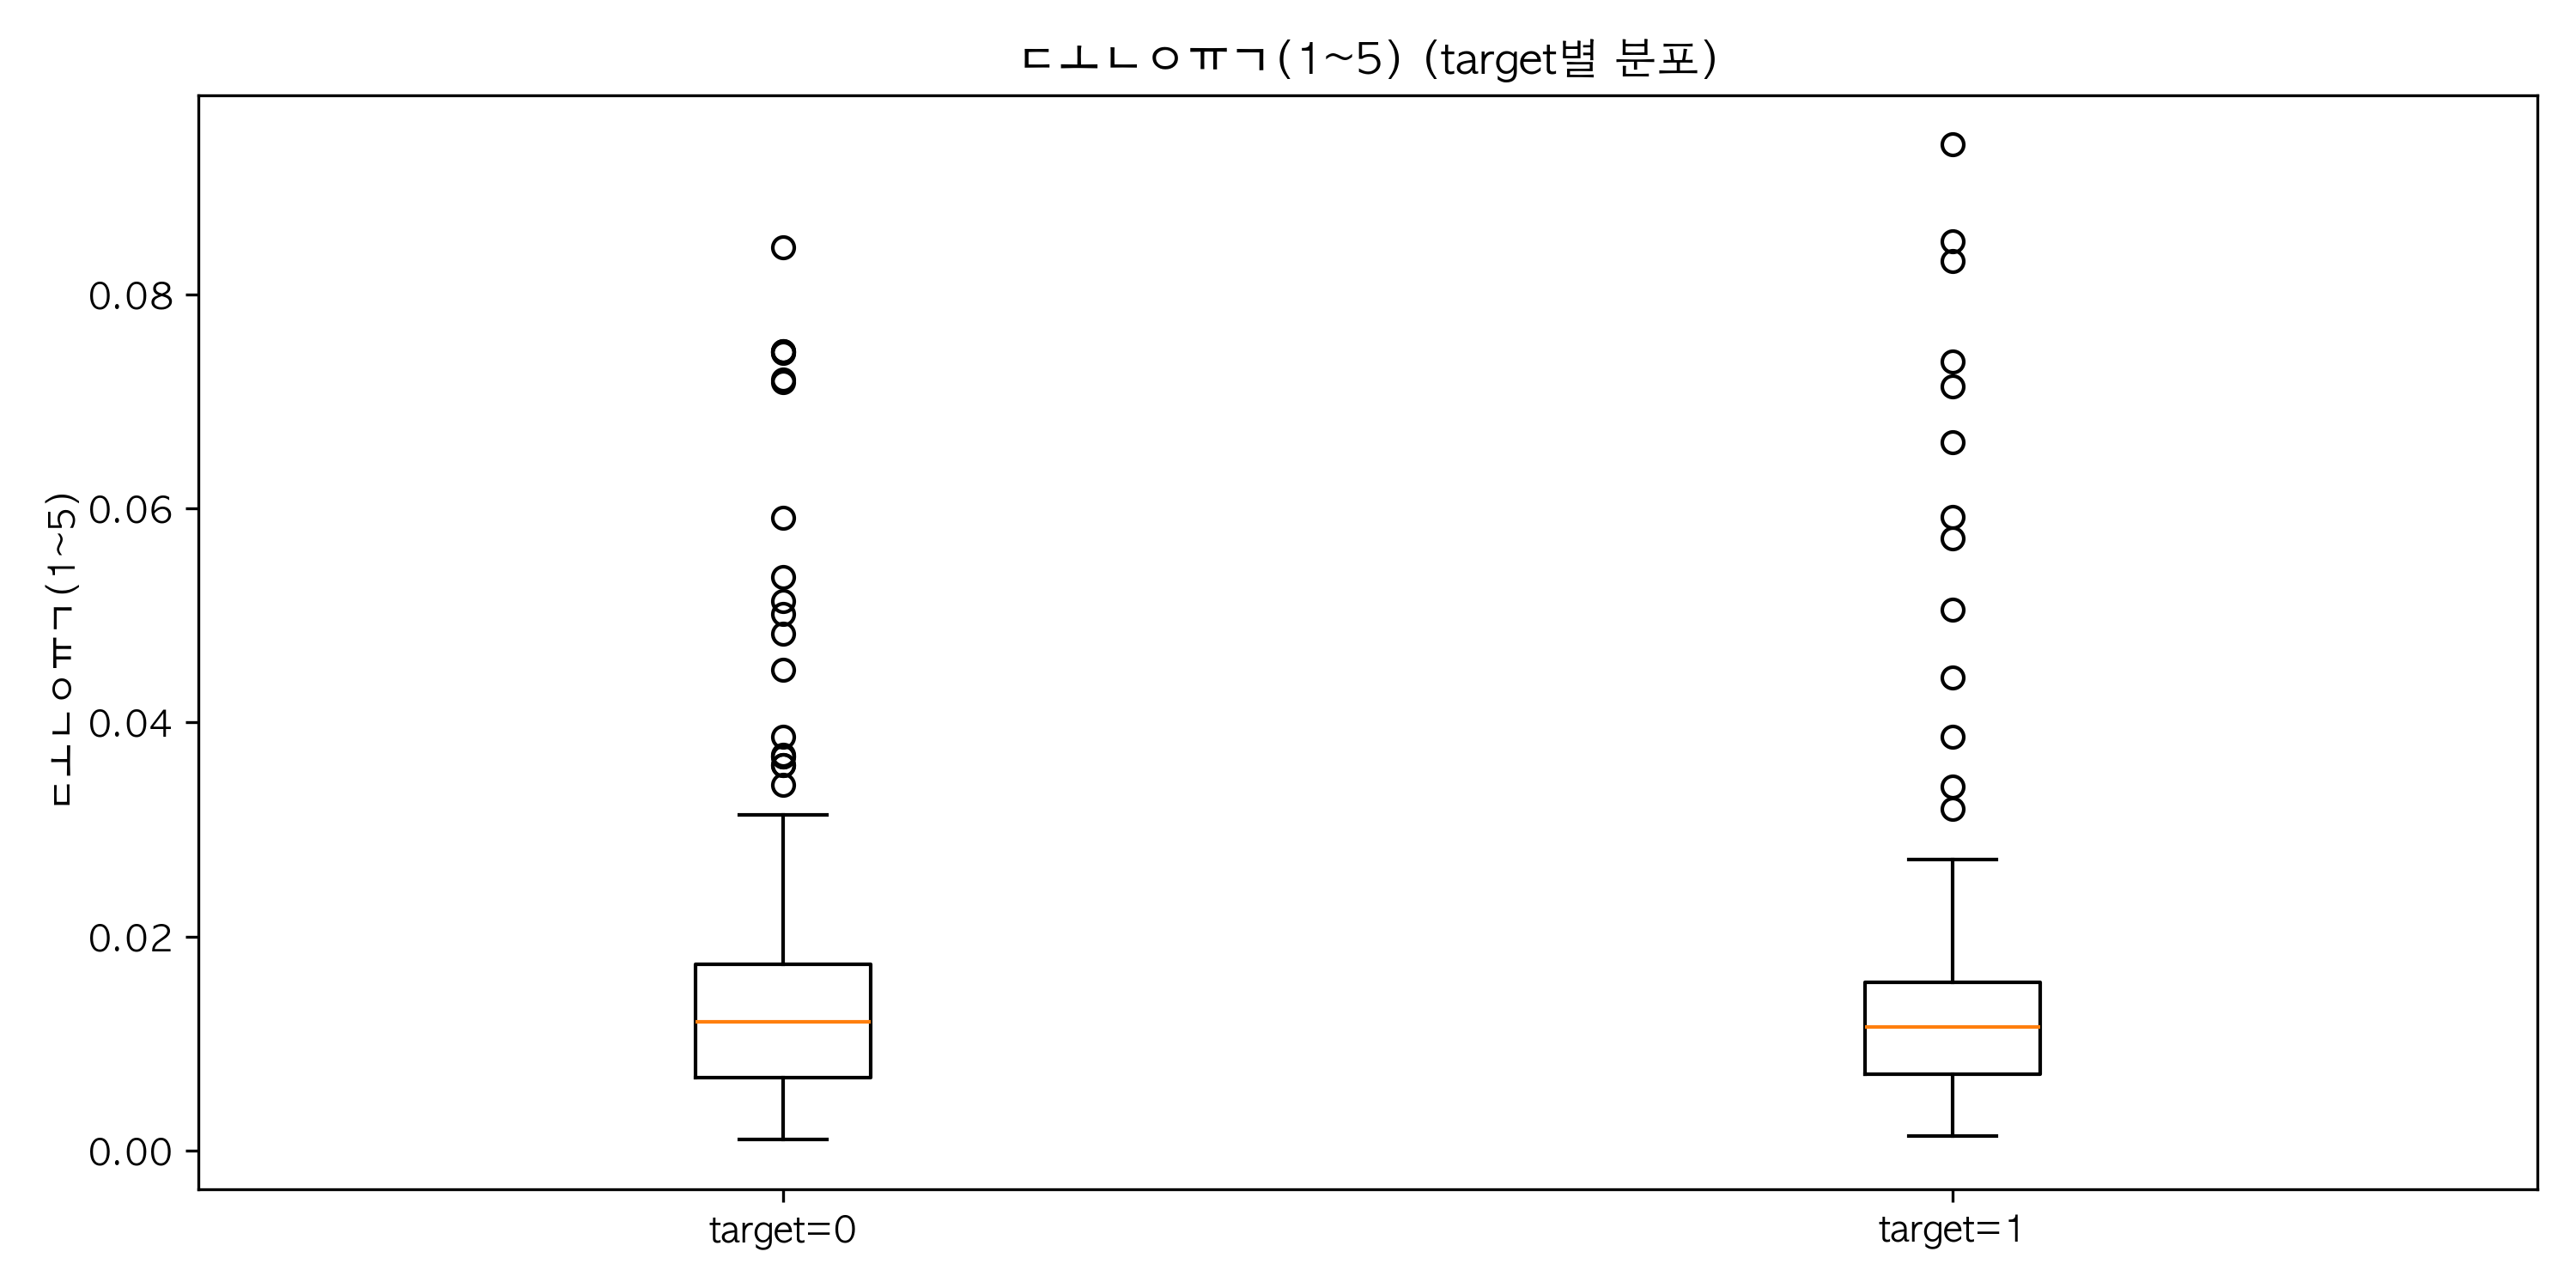 ㄷㅗㄴㅇㅠㄱ(1~5) (target별 분포)
ㄷㅗㄴㅇㅠㄱ(1~5)
0.08
0.06
0.04
0.02
0.00
target=0
target=1